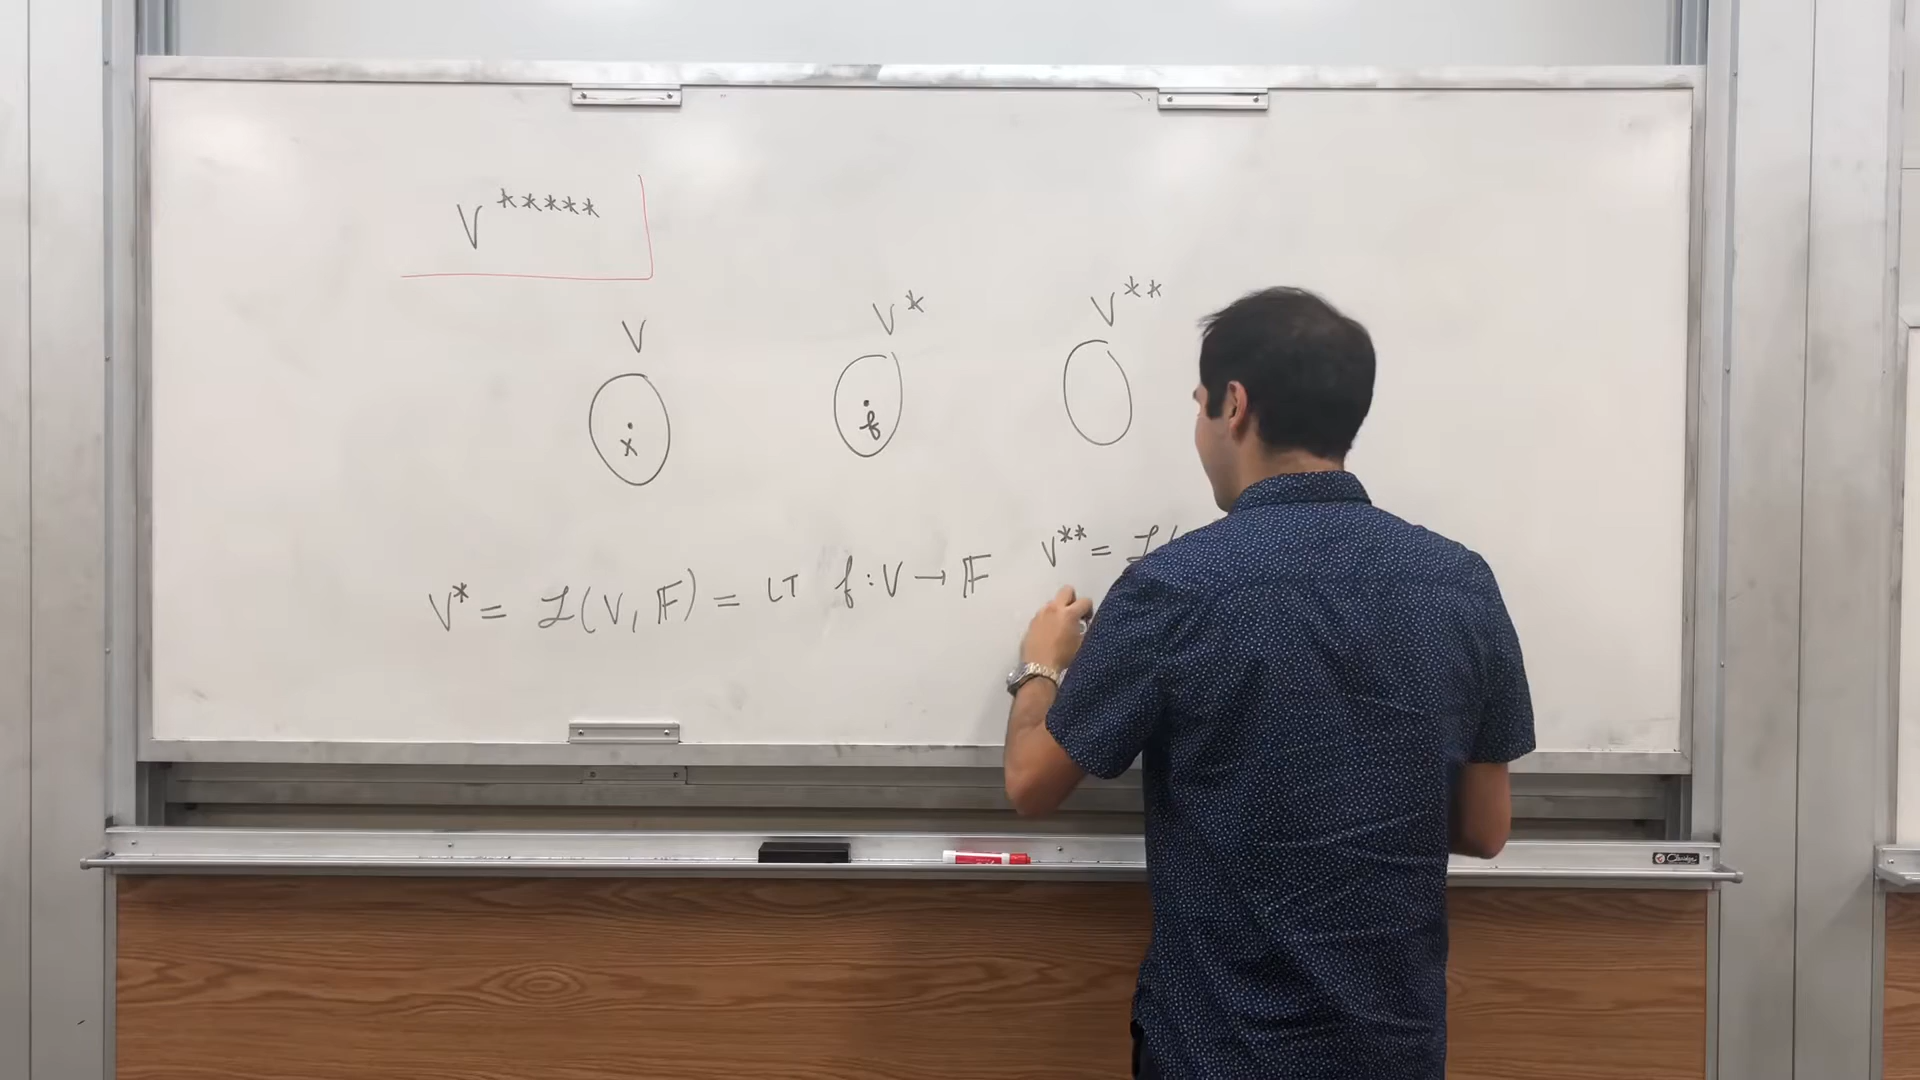 V*****
V V* V**
x f
V* = ℒ(V, 𝔽) = LT f: V → 𝔽 V** = ℒ(